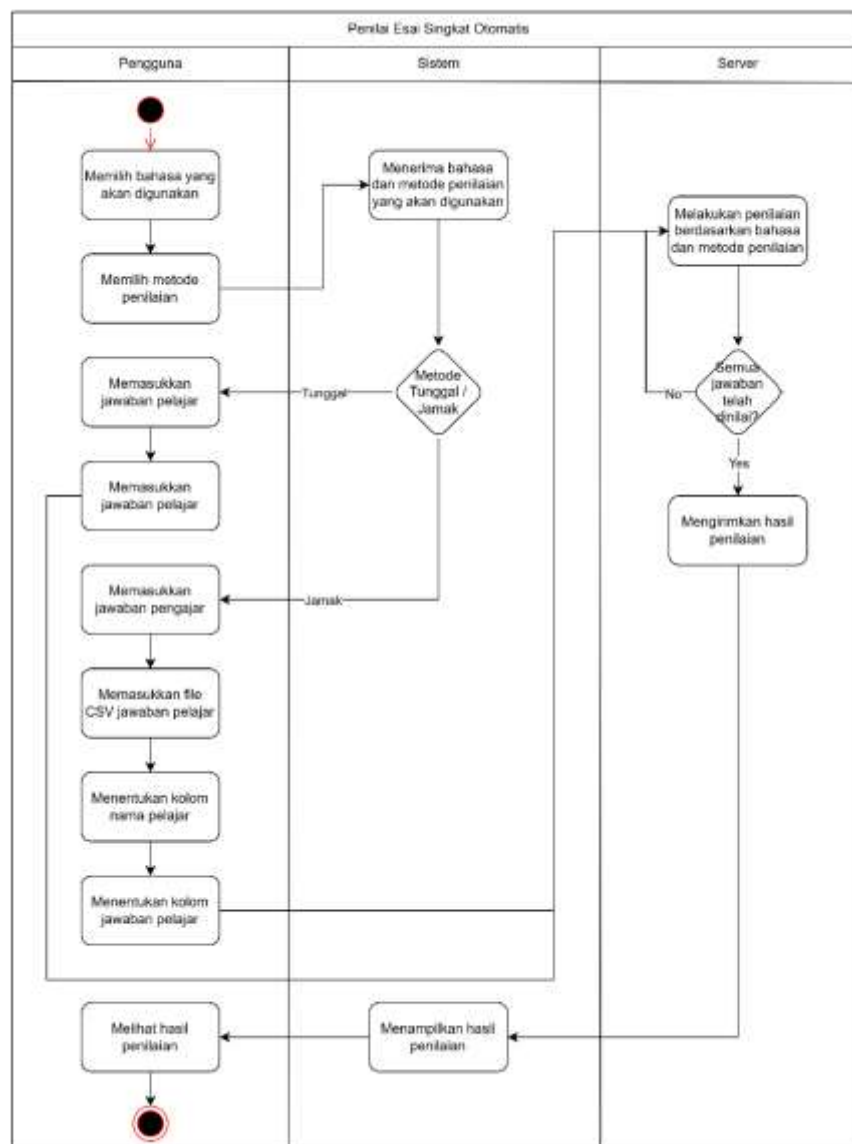 Penilai Esai Singkat Otomatis
Pengguna
Sistem
Server
Memilih bahasa yang
akan digunakan
Memilih metode
penilaian
Menerima bahasa
dan metode penilaian
yang akan digunakan
Metode
Tunggal /
Jamak
Tunggal
Memasukkan
jawaban pelajar
Memasukkan
jawaban pelajar
Jamak
Memasukkan
jawaban pengajar
Memasukkan file
CSV jawaban pelajar
Menentukan kolom
nama pelajar
Menentukan kolom
jawaban pelajar
Melakukan penilaian
berdasarkan bahasa
dan metode penilaian
Semua
jawaban
telah
dinilai?
No
Yes
Mengirimkan hasil
penilaian
Menampilkan hasil
penilaian
Melihat hasil
penilaian